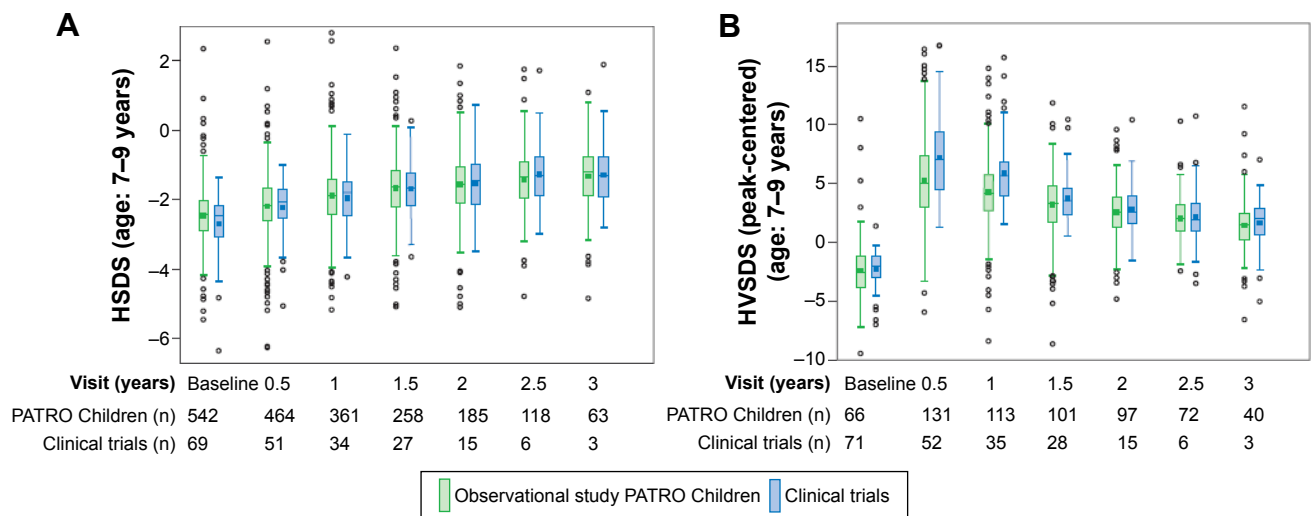 A
HSDS (age: 7–9 years)
2
0
−2
−4
−6
Visit (years) Baseline 0.5 1 1.5 2 2.5 3
PATRO Children (n) 542 464 361 258 185 118 63
Clinical trials (n) 69 51 34 27 15 6 3
B
HVSDS (peak-centered)
(age: 7–9 years)
15
10
5
0
−5
−10
Visit (years) Baseline 0.5 1 1.5 2 2.5 3
PATRO Children (n) 66 131 113 101 97 72 40
Clinical trials (n) 71 52 35 28 15 6 3
Observational study PATRO Children Clinical trials